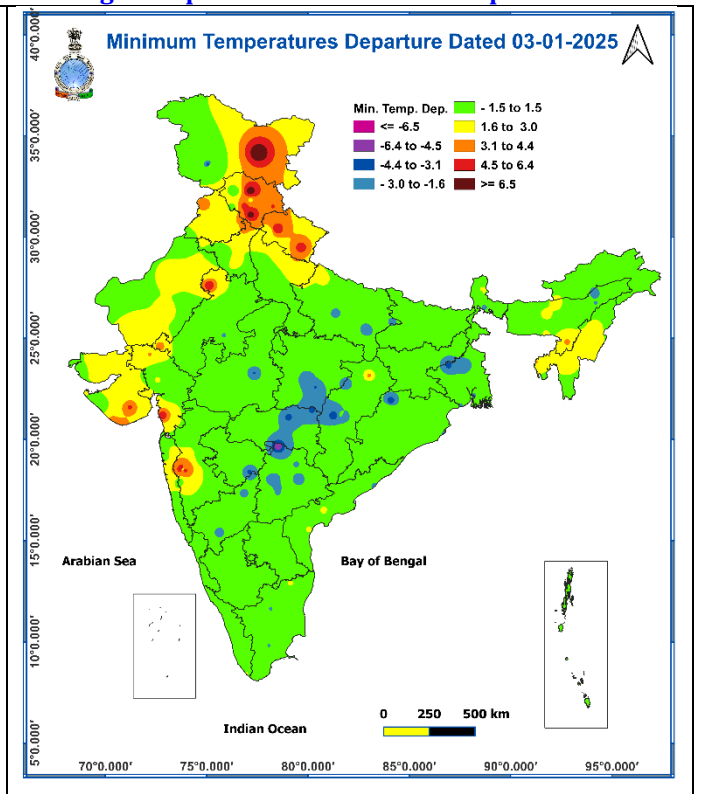 Minimum Temperatures Departure Dated 03-01-2025
Min. Temp. Dep.
<= -6.5
-6.4 to -4.5
-4.4 to -3.1
- 3.0 to -1.6
- 1.5 to 1.5
1.6 to 3.0
3.1 to 4.4
4.5 to 6.4
>= 6.5
40°0.000'
35°0.000'
30°0.000'
25°0.000'
20°0.000'
15°0.000'
10°0.000'
5°0.000'
Arabian Sea
Bay of Bengal
Indian Ocean
0 250 500 km
70°0.000' 75°0.000' 80°0.000' 85°0.000' 90°0.000' 95°0.000'